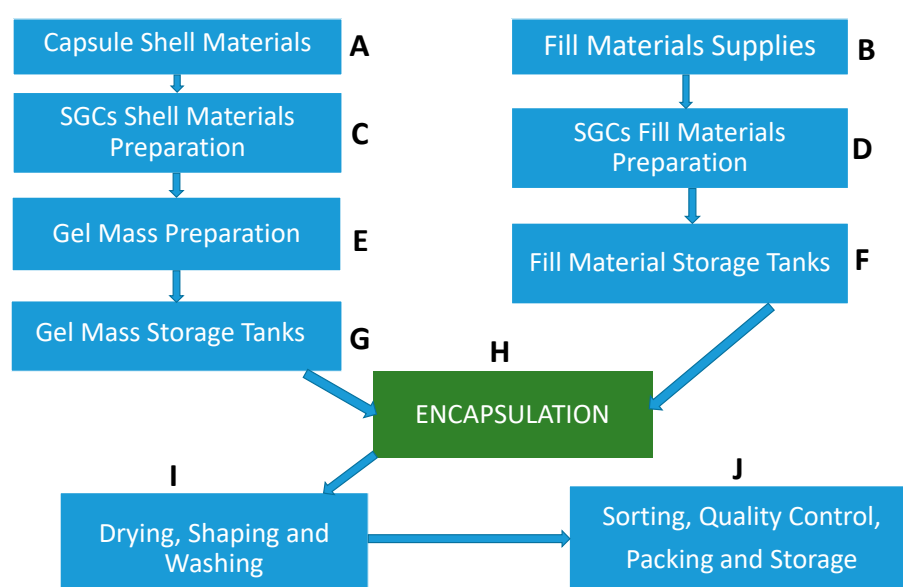 Capsule Shell Materials
A
Fill Materials Supplies
B
SGCs Shell Materials
Preparation
C
SGCs Fill Materials
Preparation
D
Gel Mass Preparation
E
Fill Material Storage Tanks
F
Gel Mass Storage Tanks
G
H
ENCAPSULATION
I
Drying, Shaping and
Washing
J
Sorting, Quality Control,
Packing and Storage